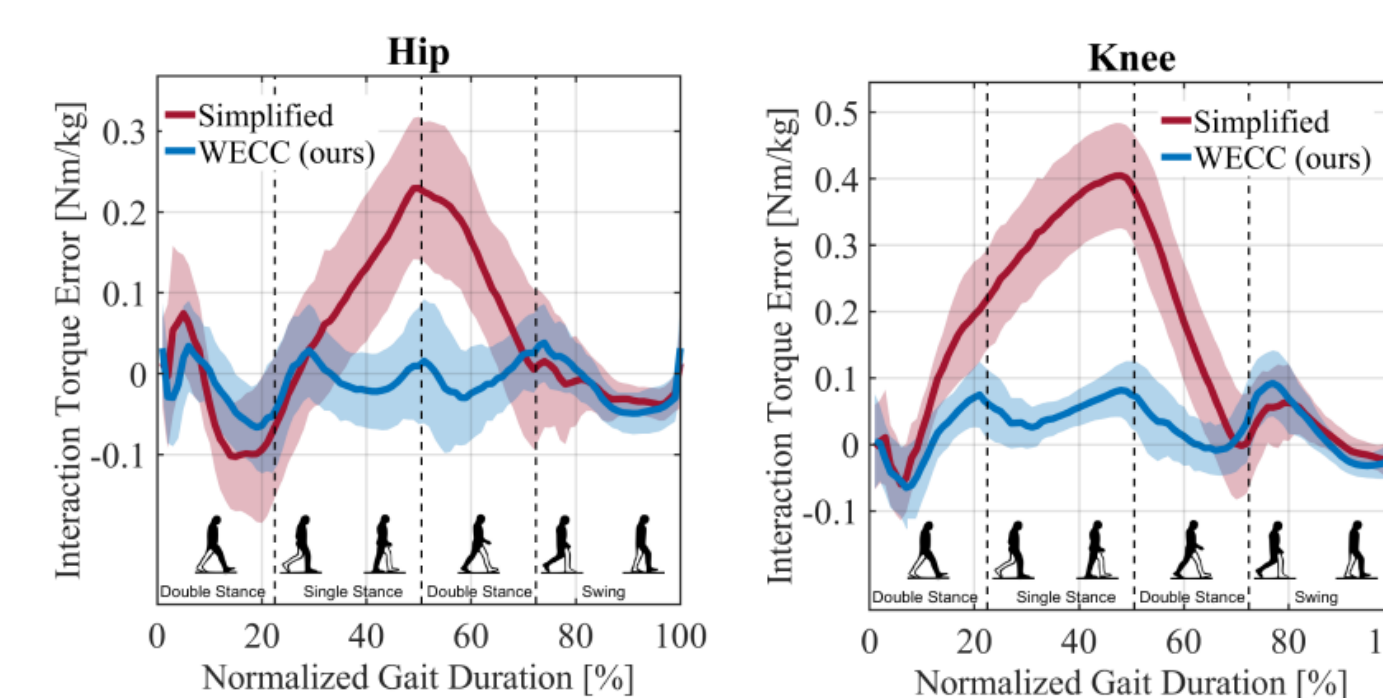 Hip
Interaction Torque Error [Nm/kg]
Simplified
WECC (ours)
0.3
0.2
0.1
0
-0.1
Double Stance
Single Stance
Double Stance
Swing
0 20 40 60 80 100
Normalized Gait Duration [%]
Knee
Interaction Torque Error [Nm/kg]
Simplified
WECC (ours)
0.5
0.4
0.3
0.2
0.1
0
-0.1
Double Stance
Single Stance
Double Stance
Swing
0 20 40 60 80 1
Normalized Gait Duration [%]